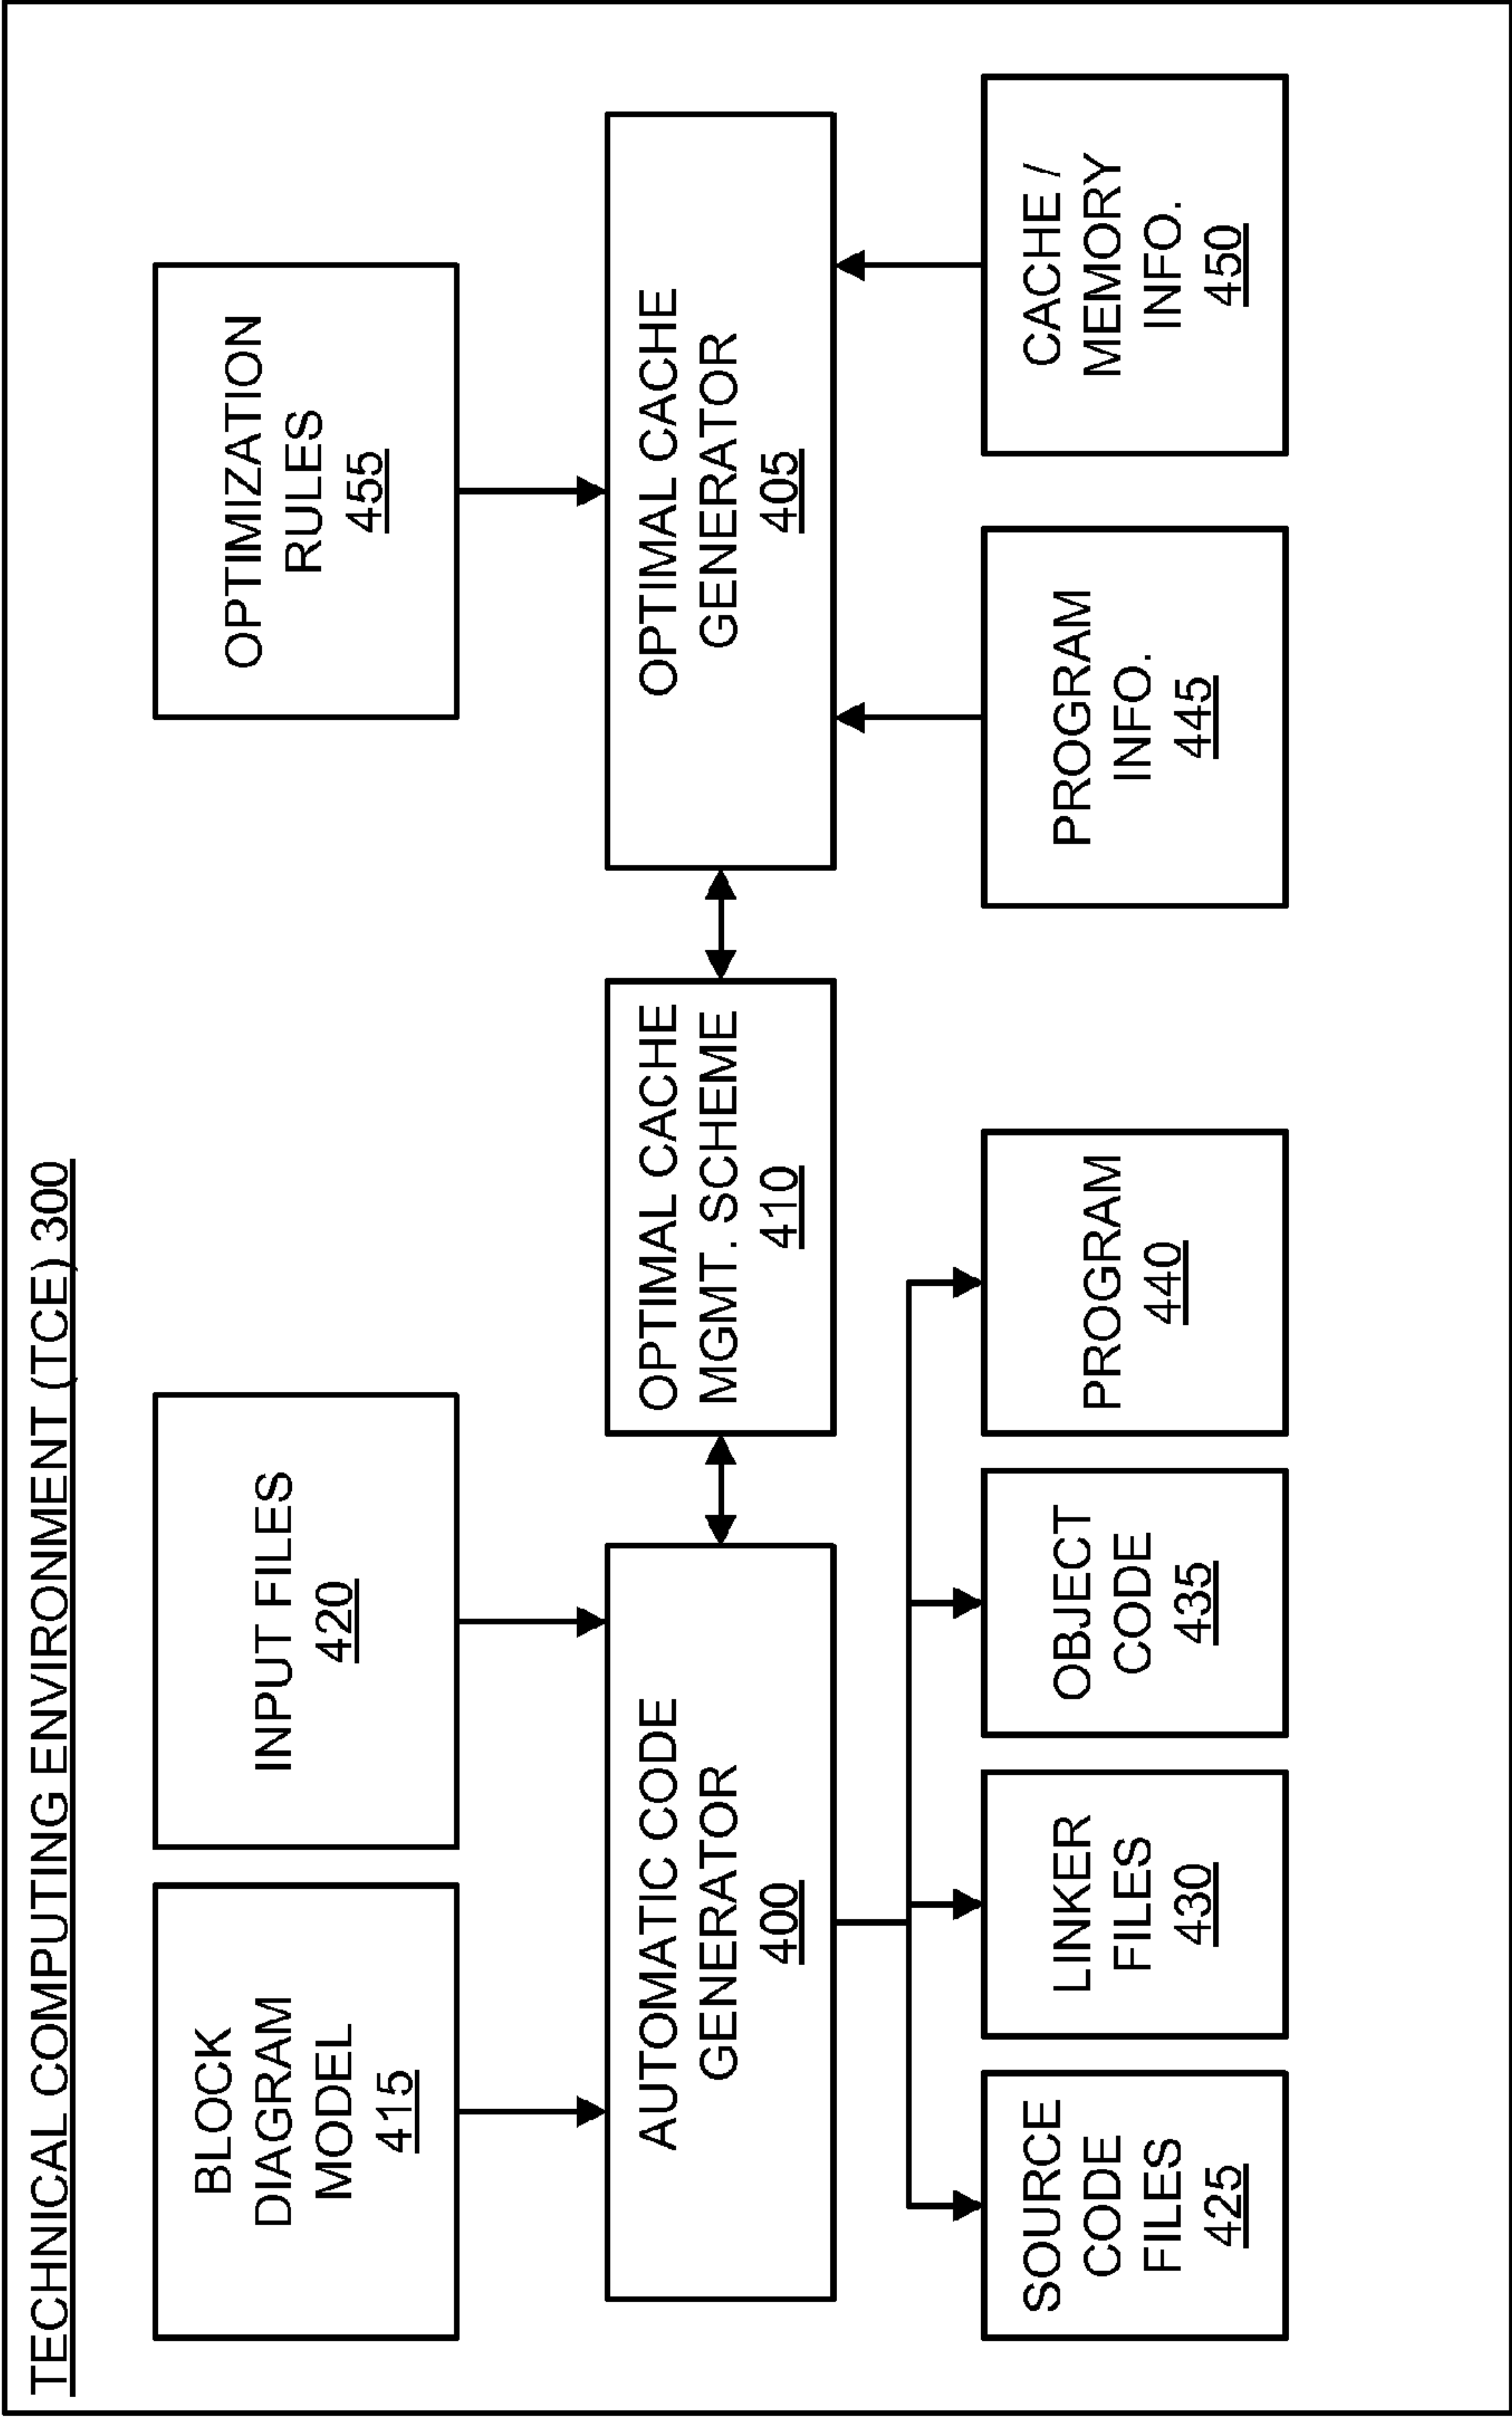 TECHNICAL COMPUTING ENVIRONMENT (TCE) 300
BLOCK
DIAGRAM
MODEL
415
INPUT FILES
420
OPTIMIZATION
RULES
455
AUTOMATIC CODE
GENERATOR
400
OPTIMAL CACHE
MGMT. SCHEME
410
OPTIMAL CACHE
GENERATOR
405
SOURCE
CODE
FILES
425
LINKER
FILES
430
OBJECT
CODE
435
PROGRAM
440
PROGRAM
INFO.
445
CACHE /
MEMORY
INFO.
450